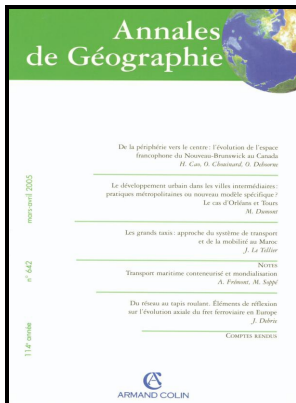 Annales
de Géographie
De la périphérie vers le centre : l'évolution de l'espace
francophone du Nouveau-Brunswick au Canada
H. Cao, O. Chouinard, O. Dehoorne
Le développement urbain dans les villes intermédiaires :
pratiques métropolitaines ou nouveau modèle spécifique ?
Le cas d'Orléans et Tours
M. Dumont
Les grands taxis : approche du système de transport
et de la mobilité au Maroc
J. Le Tellier
NOTES
Transport maritime conteneurisé et mondialisation
A. Frémont, M. Soppé
Du réseau au tapis roulant. Éléments de réflexion
sur l'évolution axiale du fret ferroviaire en Europe
J. Debrie
COMPTES RENDUS
mars-avril 2005
n° 642
114e année
ARMAND COLIN